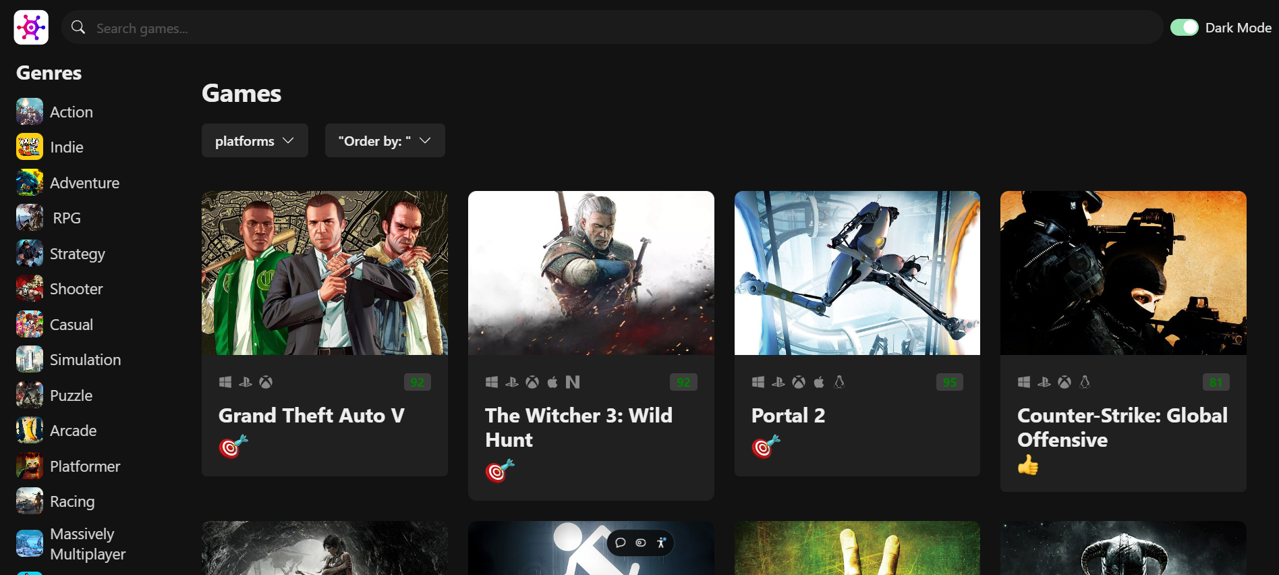 Search games...
Dark Mode
Genres
Action
Indie
Adventure
RPG
Strategy
Shooter
Casual
Simulation
Puzzle
Arcade
Platformer
Racing
Massively
Multiplayer
Games
platforms
"Order by: "
92
Grand Theft Auto V
92
The Witcher 3: Wild
Hunt
95
Portal 2
81
Counter-Strike: Global
Offensive